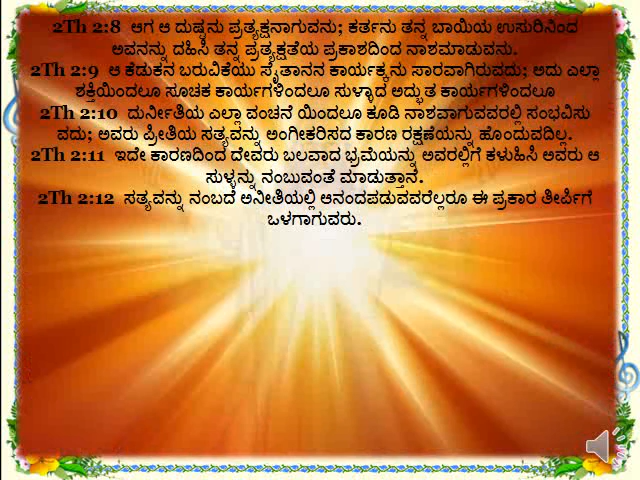 2Th 2:8 ಆಗ ಆ ದುಷ್ಟನು ಪ್ರತ್ಯಕ್ಷನಾಗುವನು; ಕರ್ತನು ತನ್ನ ಬಾಯಿಯ ಉಸುರಿನಿಂದ
ಅವನನ್ನು ದಹಿಸಿ ತನ್ನ ಪ್ರತ್ಯಕ್ಷತೆಯ ಪ್ರಕಾಶದಿಂದ ನಾಶಮಾಡುವನು.
2Th 2:9 ಆ ಕೆಡುಕನ ಬರುವಿಕೆಯು ಸೈತಾನನ ಕಾರ್ಯಕ್ಕನು ಸಾರವಾಗಿರುವದು; ಅದು ಎಲ್ಲಾ
ಶಕ್ತಿಯಿಂದಲೂ ಸೂಚಕ ಕಾರ್ಯಗಳಿಂದಲೂ ಸುಳ್ಳಾದ ಅದ್ಭುತ ಕಾರ್ಯಗಳಿಂದಲೂ
2Th 2:10 ದುರ್ನೀತಿಯ ಎಲ್ಲಾ ವಂಚನೆ ಯಿಂದಲೂ ಕೂಡಿ ನಾಶವಾಗುವವರಲ್ಲಿ ಸಂಭವಿಸು
ವದು; ಅವರು ಪ್ರೀತಿಯ ಸತ್ಯವನ್ನು ಅಂಗೀಕರಿಸದ ಕಾರಣ ರಕ್ಷಣೆಯನ್ನು ಹೊಂದುವದಿಲ್ಲ.
2Th 2:11 ಇದೇ ಕಾರಣದಿಂದ ದೇವರು ಬಲವಾದ ಭ್ರಮೆಯನ್ನು ಅವರಲ್ಲಿಗೆ ಕಳುಹಿಸಿ ಅವರು ಆ
ಸುಳ್ಳನ್ನು ನಂಬುವಂತೆ ಮಾಡುತ್ತಾನೆ.
2Th 2:12 ಸತ್ಯವನ್ನು ನಂಬದೆ ಅನೀತಿಯಲ್ಲಿ ಆನಂದಪಡುವವರೆಲ್ಲರೂ ಈ ಪ್ರಕಾರ ತೀರ್ಪಿಗೆ
ಒಳಗಾಗುವರು.